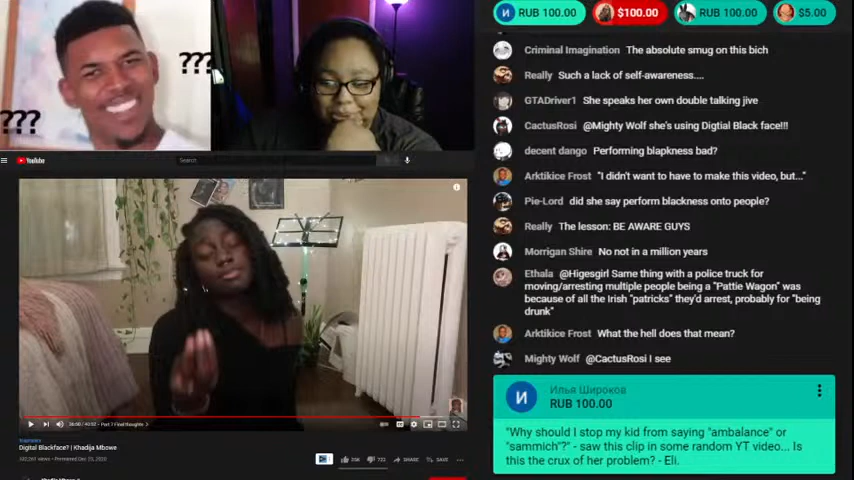 RUB 100.00
$100.00
RUB 100.00
$5.00
???
???
Criminal Imagination The absolute smug on this bich
Really Such a lack of self-awareness....
GTADriver1 She speaks her own double talking jive
CactusRosi @Mighty Wolf she's using Digtial Black face!!!
decent dango Performing blapkness bad?
Arktikice Frost "I didn't want to have to make this video, but..."
Pie-Lord did she say perform blackness onto people?
Really The lesson: BE AWARE GUYS
Morrigan Shire No not in a million years
Ethala @Higesgirl Same thing with a police truck for
moving/arresting multiple people being a "Pattie Wagon" was
because of all the Irish "patricks" they'd arrest, probably for "being
drunk"
Arktikice Frost What the hell does that mean?
Mighty Wolf @CactusRosi I see
Илья Широков
RUB 100.00
"Why should I stop my kid from saying "ambalance" or
"sammich"?" - saw this clip in some random YT video... Is
this the crux of her problem? - Eli.
YouTube
Search
Part 7 Final thoughts
Digital Blackface? | Khadija Mbowe
SHARE
SAVE